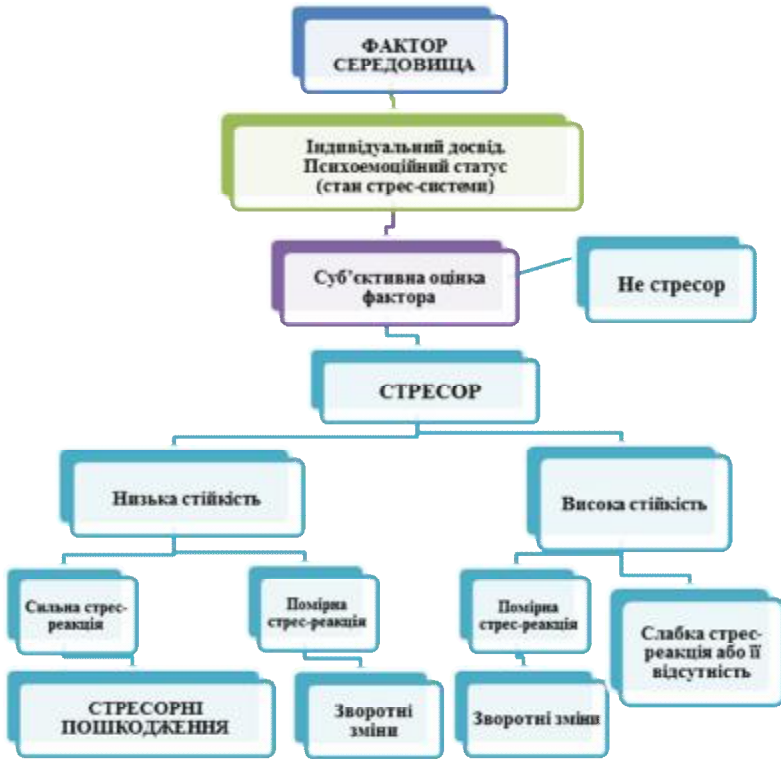 ФАКТОР
СЕРЕДОВИЩА
Індивідуальний досвід.
Психоемоційний статус
(стан стрес-системи)
Суб’єктивна оцінка
фактора
Не стресор
СТРЕСОР
Низька стійкість
Висока стійкість
Сильна стрес-
реакція
Помірна
стрес-реакція
Помірна
стрес-реакція
Слабка стрес-
реакція або її
відсутність
СТРЕСОРНІ
ПОШКОДЖЕННЯ
Зворотні
зміни
Зворотні зміни